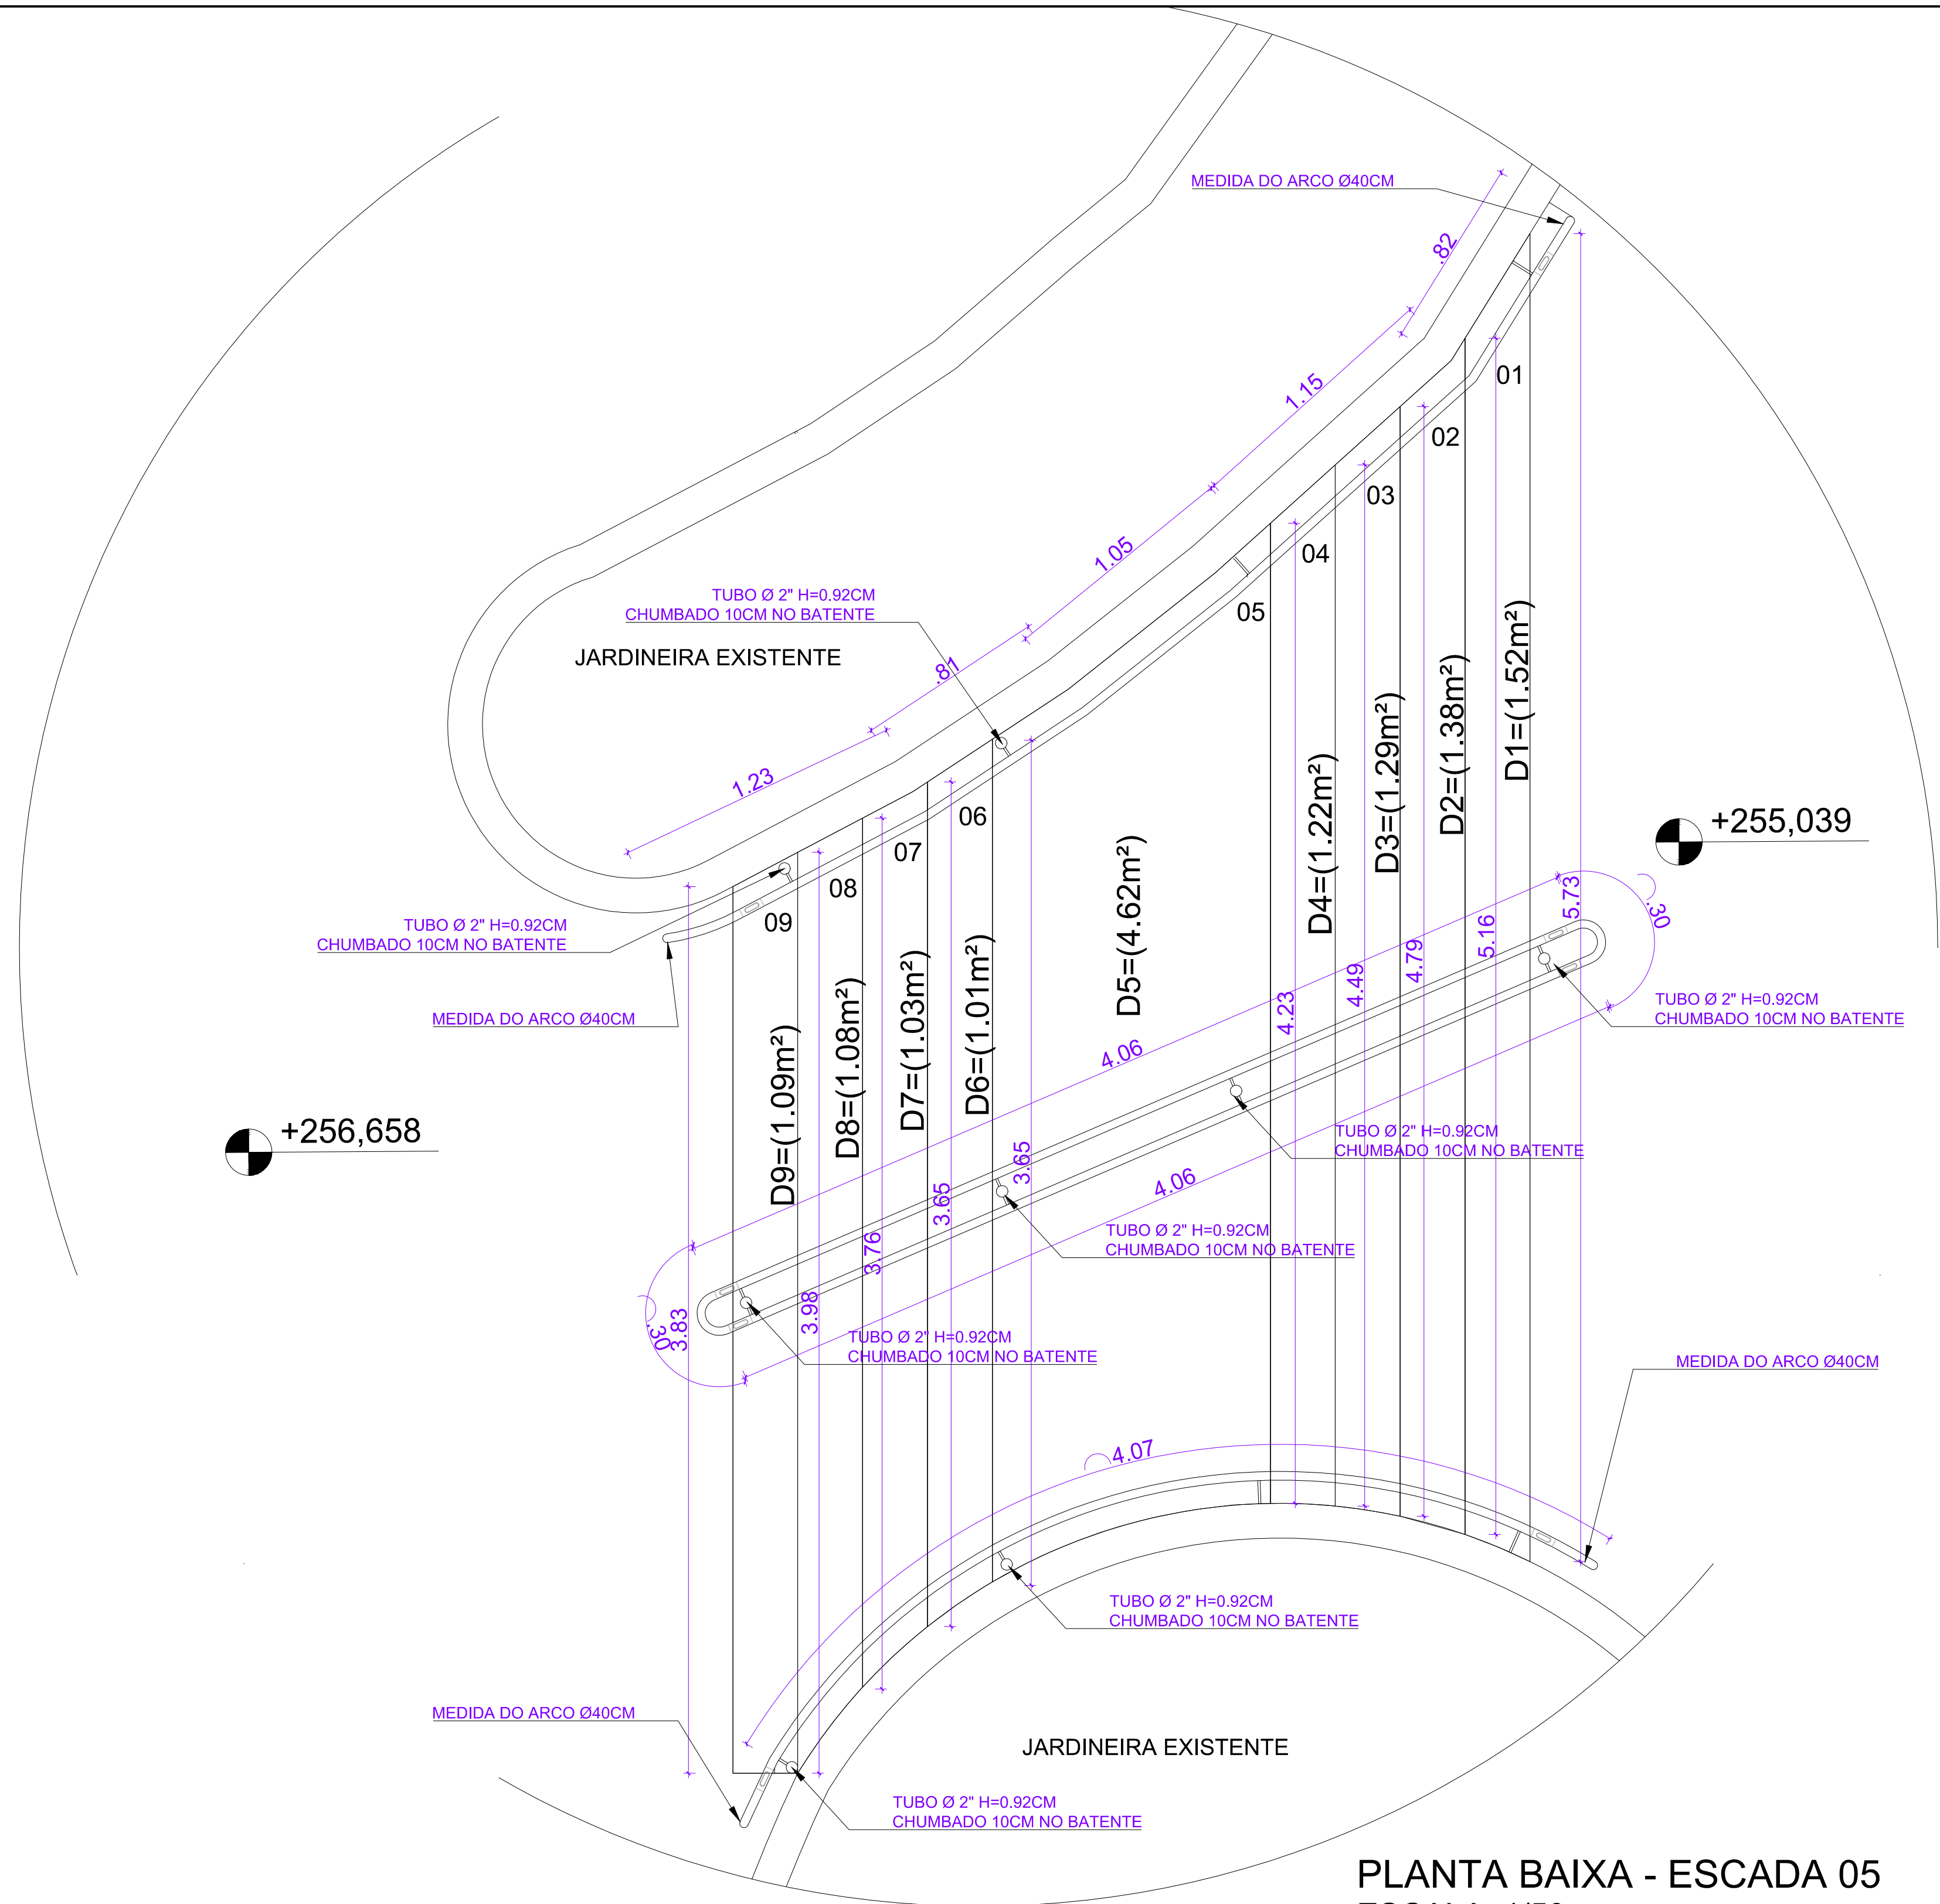 MEDIDA DO ARCO Ø40CM
.82
01
1.15
02
03
04
05
1.05
TUBO Ø 2" H=0.92CM
CHUMBADO 10CM NO BATENTE
JARDINEIRA EXISTENTE
.81
1.23
06
07
08
09
D1=(1.52m²)
D2=(1.38m²)
D3=(1.29m²)
D4=(1.22m²)
D5=(4.62m²)
D6=(1.01m²)
D7=(1.03m²)
D8=(1.08m²)
D9=(1.09m²)
+255,039
TUBO Ø 2" H=0.92CM
CHUMBADO 10CM NO BATENTE
MEDIDA DO ARCO Ø40CM
5.73
.30
5.16
4.79
4.49
4.23
TUBO Ø 2" H=0.92CM
CHUMBADO 10CM NO BATENTE
4.06
+256,658
TUBO Ø 2" H=0.92CM
CHUMBADO 10CM NO BATENTE
3.65
3.65
4.06
3.76
TUBO Ø 2" H=0.92CM
CHUMBADO 10CM NO BATENTE
3.98
3.83
.30
TUBO Ø 2" H=0.92CM
CHUMBADO 10CM NO BATENTE
MEDIDA DO ARCO Ø40CM
4.07
TUBO Ø 2" H=0.92CM
CHUMBADO 10CM NO BATENTE
MEDIDA DO ARCO Ø40CM
JARDINEIRA EXISTENTE
TUBO Ø 2" H=0.92CM
CHUMBADO 10CM NO BATENTE
PLANTA BAIXA - ESCADA 05